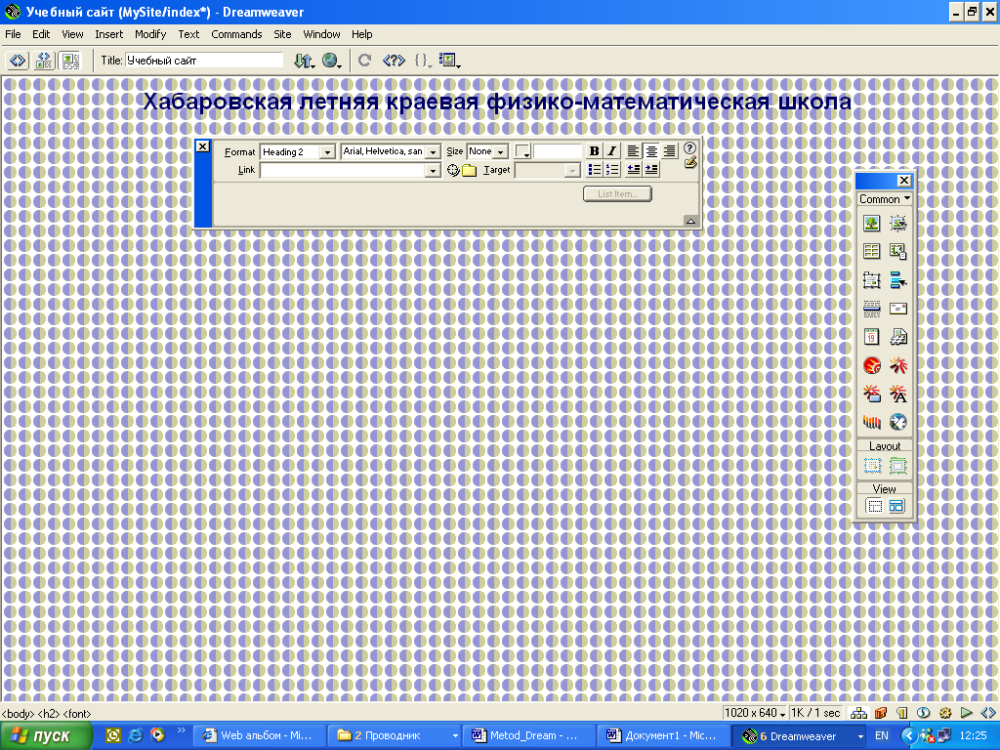 Учебный сайт (MySite/index*) - Dreamweaver
File Edit View Insert Modify Text Commands Site Window Help
Title: Учебный сайт
Хабаровская летняя краевая физико-математическая школа
Format Heading 2 Arial, Helvetica, san Size None B I
Link Target
List Item...
Common
19
Layout
View
<body> <h2> <font> 1020 x 640 1K / 1 sec
пуск Web альбом - Mi... 2 Проводник Metod_Dream - ... Документ1 - Mic... 6 Dreamweaver EN 12:25